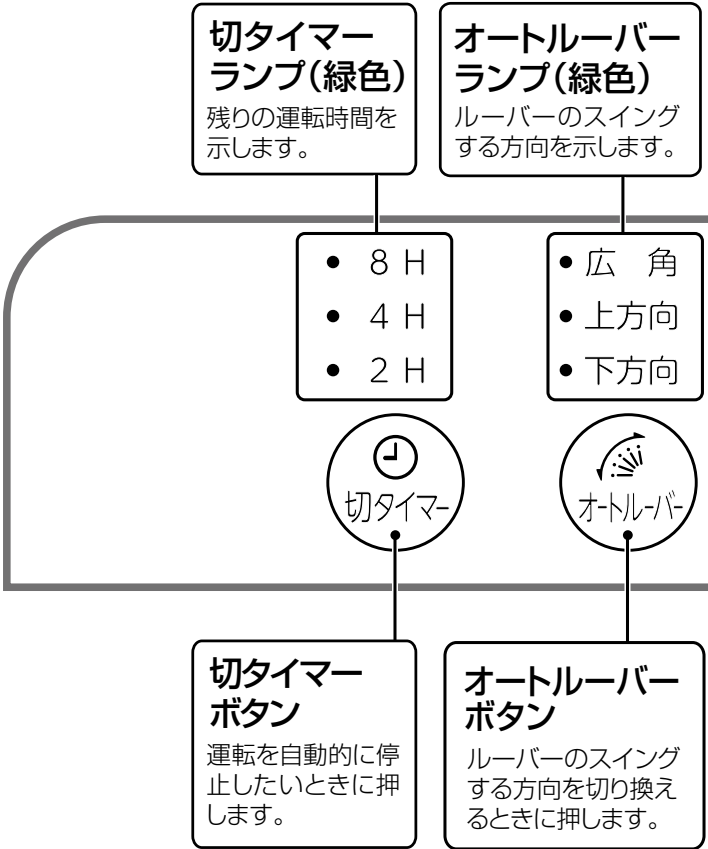 切タイマー
ランプ(緑色)
残りの運転時間を
示します。
オートルーバー
ランプ(緑色)
ルーバーのスイング
する方向を示します。
• 8 H
• 4 H
• 2 H
• 広　角
• 上方向
• 下方向
切タイマー
オートルーバー
切タイマー
ボタン
運転を自動的に停
止したいときに押
します。
オートルーバー
ボタン
ルーバーのスイング
する方向を切り換え
るときに押します。